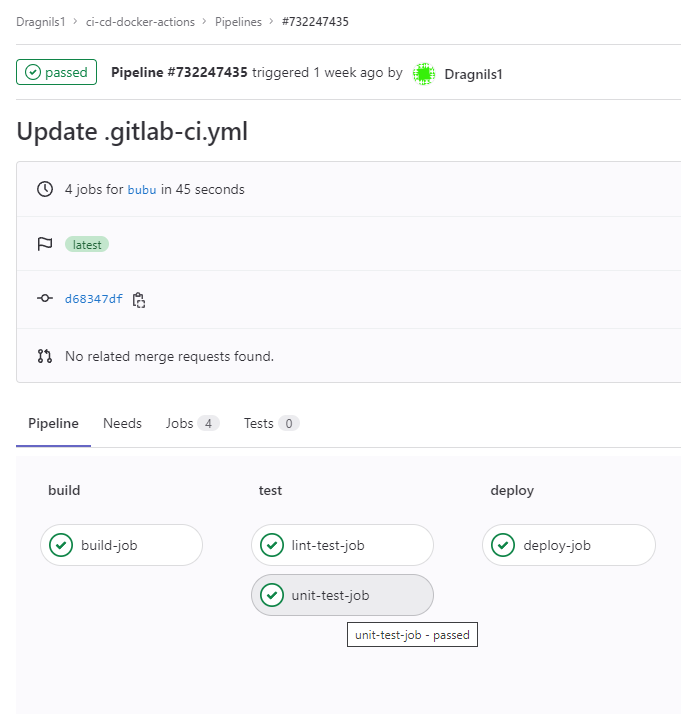 Dragnils1 > ci-cd-docker-actions > Pipelines > #732247435
passed Pipeline #732247435 triggered 1 week ago by Dragnils1
Update .gitlab-ci.yml
4 jobs for bubu in 45 seconds
latest
d68347df
No related merge requests found.
Pipeline Needs Jobs 4 Tests 0
build test deploy
build-job lint-test-job deploy-job
unit-test-job
unit-test-job - passed